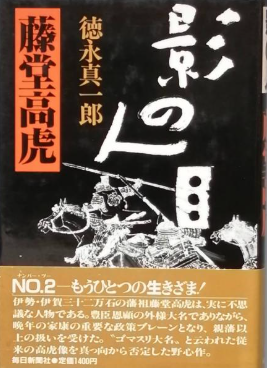 影の人
徳永真一郎
藤堂高虎
ナンバー・ツー
NO.2—もうひとつの生きざま!
伊勢・伊賀三十二万石の藩祖藤堂高虎は、実に不思
議な人物である。豊臣恩顧の外様大名でありながら、
晩年の家康の重要な政策ブレーンとなり、親藩以
上の扱いを受けた。“ゴマスリ大名”と云われた従
来の高虎像を真っ向から否定した野心作。
毎日新聞社●定価1400円